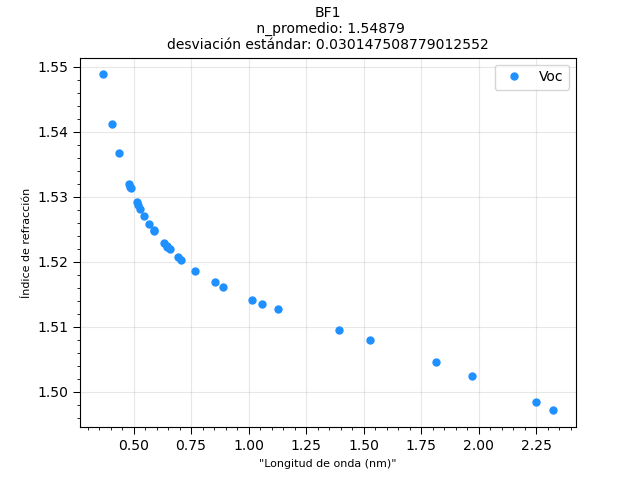 BF1
n_promedio: 1.54879
desviación estándar: 0.030147508779012552
Voc
1.55
1.54
1.53
1.52
1.51
1.50
Índice de refracción
0.50 0.75 1.00 1.25 1.50 1.75 2.00 2.25
"Longitud de onda (nm)"